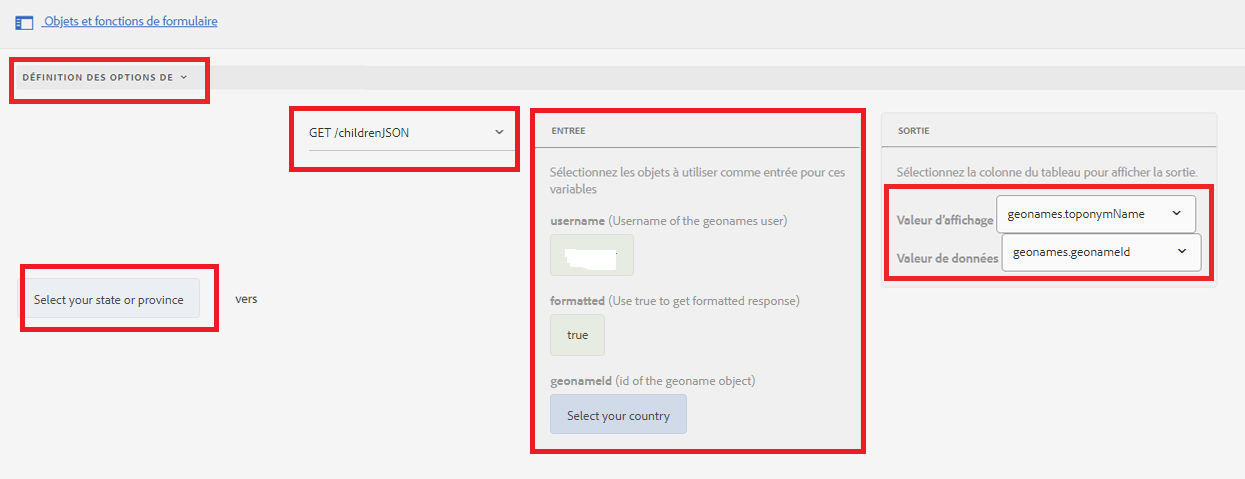 Objets et fonctions de formulaire
DÉFINITION DES OPTIONS DE
GET /childrenJSON
ENTREE
Sélectionnez les objets à utiliser comme entrée pour ces
variables
username (Username of the geonames user)
formatted (Use true to get formatted response)
true
geonameId (id of the geoname object)
Select your country
SORTIE
Sélectionnez la colonne du tableau pour afficher la sortie.
Valeur d'affichage geonames.toponymName
Valeur de données geonames.geonameId
Select your state or province vers